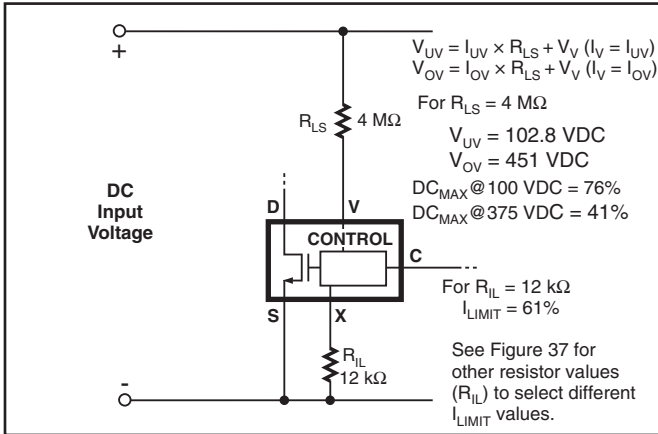 +
V_UV = I_UV × R_LS + V_V (I_V = I_UV)
V_OV = I_OV × R_LS + V_V (I_V = I_OV)
For R_LS = 4 MΩ
V_UV = 102.8 VDC
V_OV = 451 VDC
DC_MAX@100 VDC = 76%
DC_MAX@375 VDC = 41%
R_LS 4 MΩ
DC
Input
Voltage
D V
CONTROL
C
S X
For R_IL = 12 kΩ
I_LIMIT = 61%
R_IL
12 kΩ
See Figure 37 for
other resistor values
(R_IL) to select different
I_LIMIT values.
-